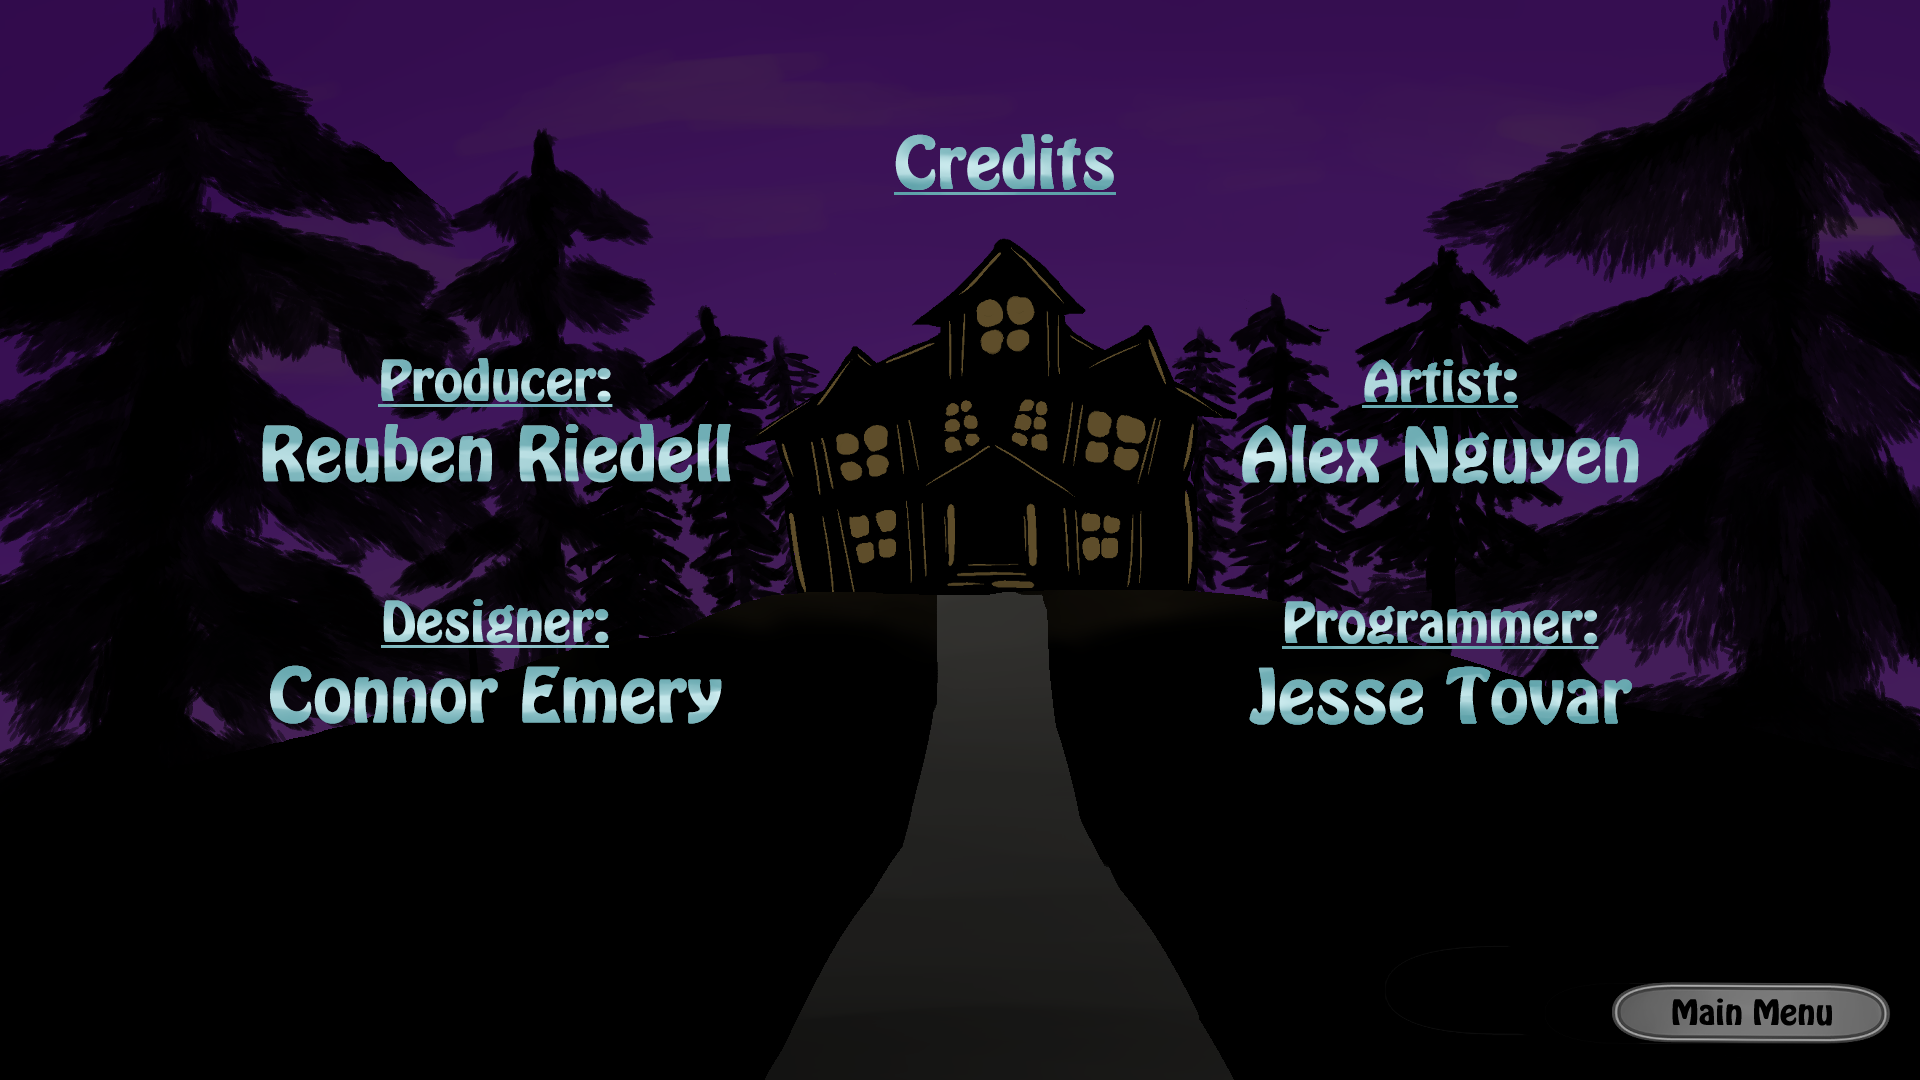 Credits
Producer:
Reuben Riedell
Artist:
Alex Nguyen
Designer:
Connor Emery
Programmer:
Jesse Tovar
Main Menu